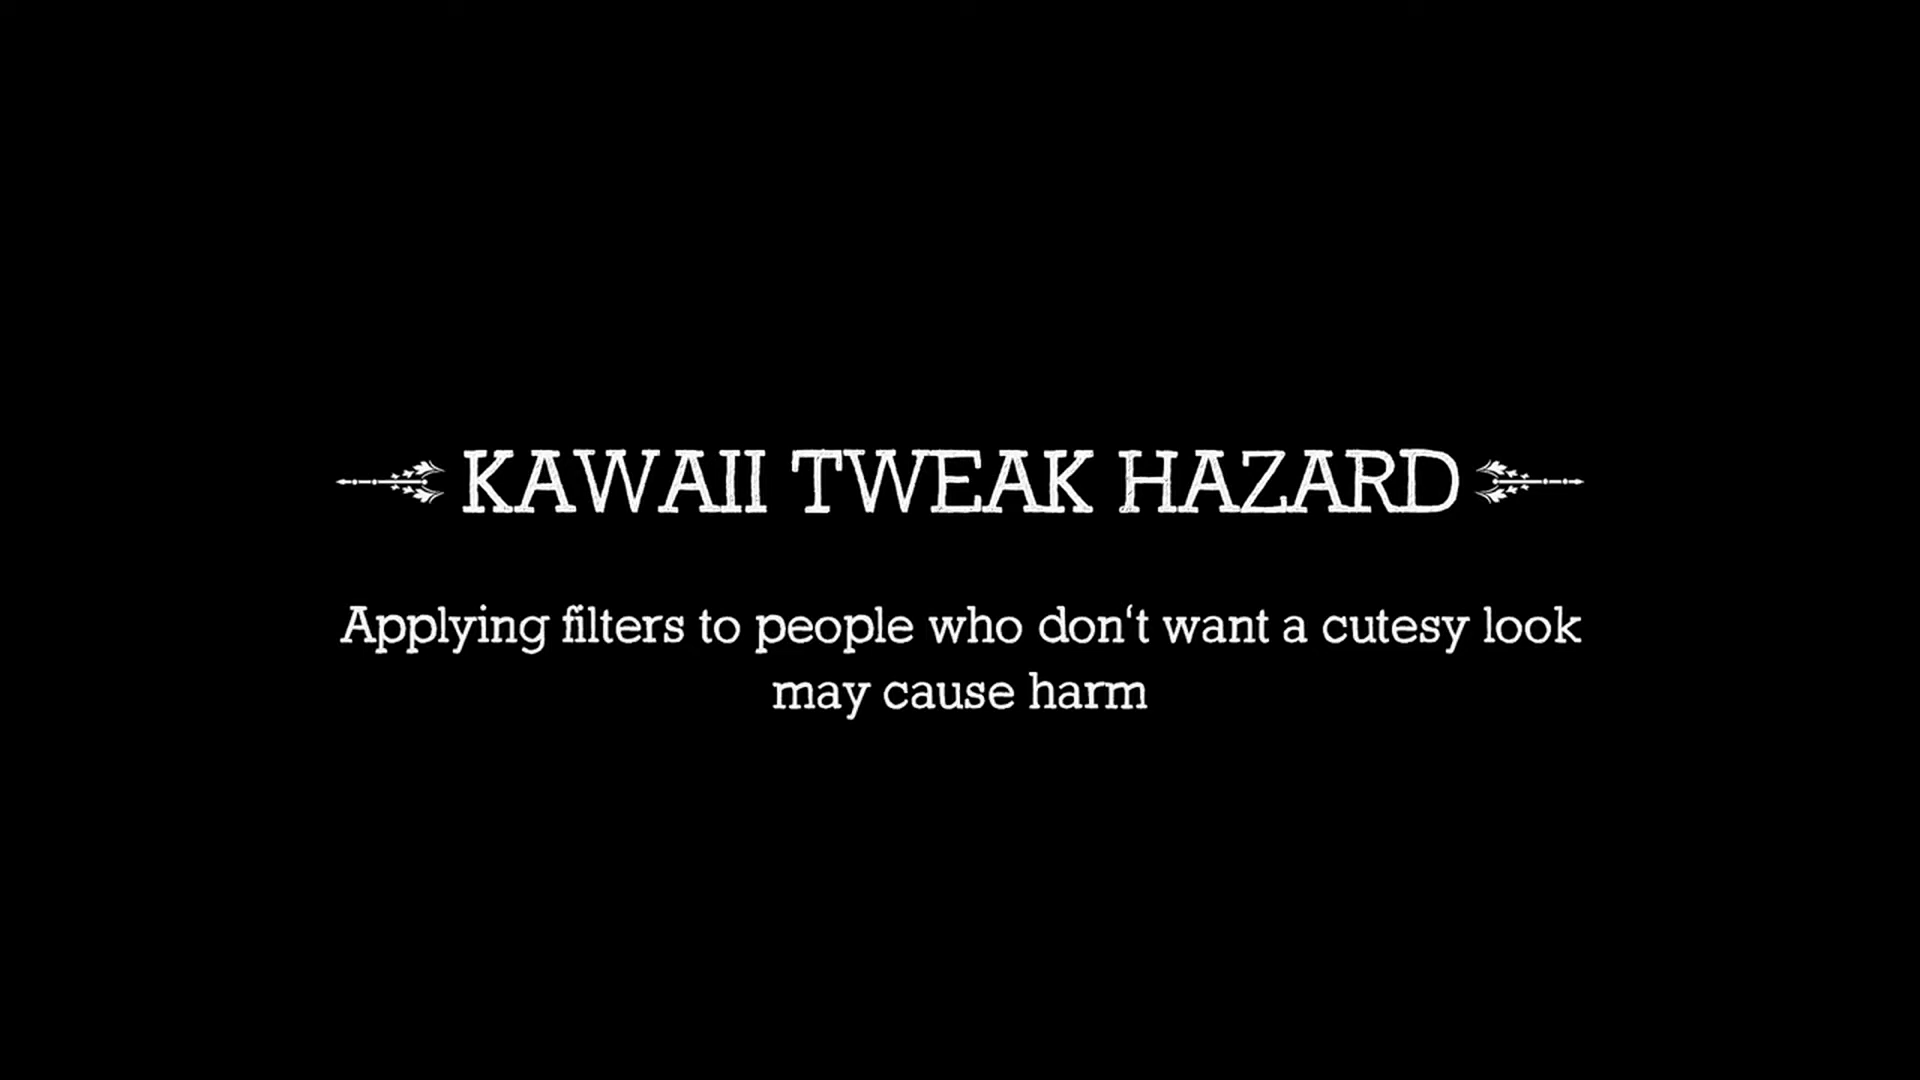 KAWAII TWEAK HAZARD
Applying filters to people who don‘t want a cutesy look
may cause harm